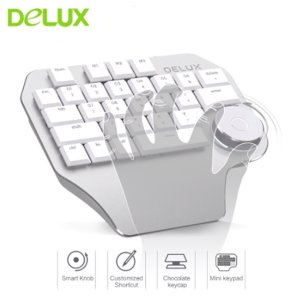 DELUX
DELUX
Smart Knob
Customized
Shortcut
Chocolate
keycap
Mini keypad